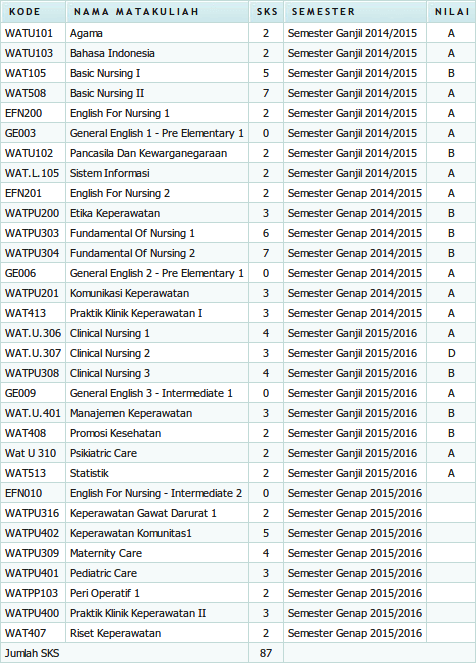 KODE NAMA MATAKULIAH SKS SEMESTER NILAI
WATU101 Agama 2 Semester Ganjil 2014/2015 A
WATU103 Bahasa Indonesia 2 Semester Ganjil 2014/2015 A
WAT105 Basic Nursing I 5 Semester Ganjil 2014/2015 B
WAT508 Basic Nursing II 7 Semester Ganjil 2014/2015 A
EFN200 English For Nursing 1 2 Semester Ganjil 2014/2015 A
GE003 General English 1 - Pre Elementary 1 0 Semester Ganjil 2014/2015 A
WATU102 Pancasila Dan Kewarganegaraan 2 Semester Ganjil 2014/2015 B
WAT.L.105 Sistem Informasi 2 Semester Ganjil 2014/2015 A
EFN201 English For Nursing 2 2 Semester Genap 2014/2015 A
WATPU200 Etika Keperawatan 3 Semester Genap 2014/2015 B
WATPU303 Fundamental Of Nursing 1 6 Semester Genap 2014/2015 B
WATPU304 Fundamental Of Nursing 2 7 Semester Genap 2014/2015 B
GE006 General English 2 - Pre Elementary 1 0 Semester Genap 2014/2015 A
WATPU201 Komunikasi Keperawatan 3 Semester Genap 2014/2015 A
WAT413 Praktik Klinik Keperawatan I 3 Semester Genap 2014/2015 A
WAT.U.306 Clinical Nursing 1 4 Semester Ganjil 2015/2016 A
WAT.U.307 Clinical Nursing 2 3 Semester Ganjil 2015/2016 D
WATPU308 Clinical Nursing 3 4 Semester Ganjil 2015/2016 B
GE009 General English 3 - Intermediate 1 0 Semester Ganjil 2015/2016 A
WAT.U.401 Manajemen Keperawatan 3 Semester Ganjil 2015/2016 B
WAT408 Promosi Kesehatan 2 Semester Ganjil 2015/2016 B
Wat U 310 Psikiatric Care 2 Semester Ganjil 2015/2016 A
WAT513 Statistik 2 Semester Ganjil 2015/2016 A
EFN010 English For Nursing - Intermediate 2 0 Semester Genap 2015/2016
WATPU316 Keperawatan Gawat Darurat 1 2 Semester Genap 2015/2016
WATPU402 Keperawatan Komunitas1 5 Semester Genap 2015/2016
WATPU309 Maternity Care 4 Semester Genap 2015/2016
WATPU401 Pediatric Care 3 Semester Genap 2015/2016
WATPP103 Peri Operatif 1 2 Semester Genap 2015/2016
WATPU400 Praktik Klinik Keperawatan II 3 Semester Genap 2015/2016
WAT407 Riset Keperawatan 2 Semester Genap 2015/2016
Jumlah SKS 87